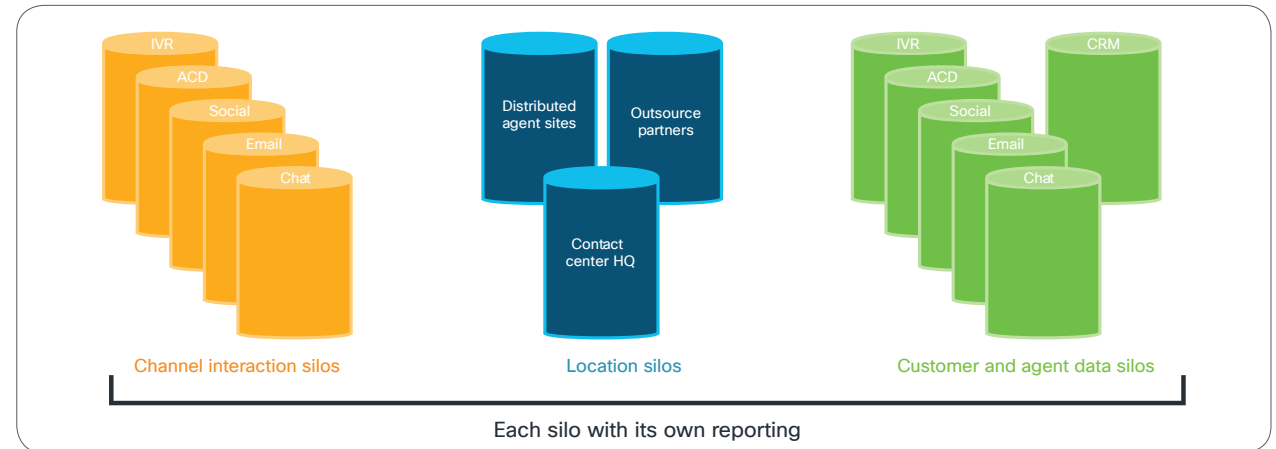 IVR
ACD
Social
Email
Chat
Channel interaction silos
Distributed
agent sites
Outsource
partners
Contact
center HQ
Location silos
IVR
ACD
Social
Email
Chat
CRM
Customer and agent data silos
Each silo with its own reporting